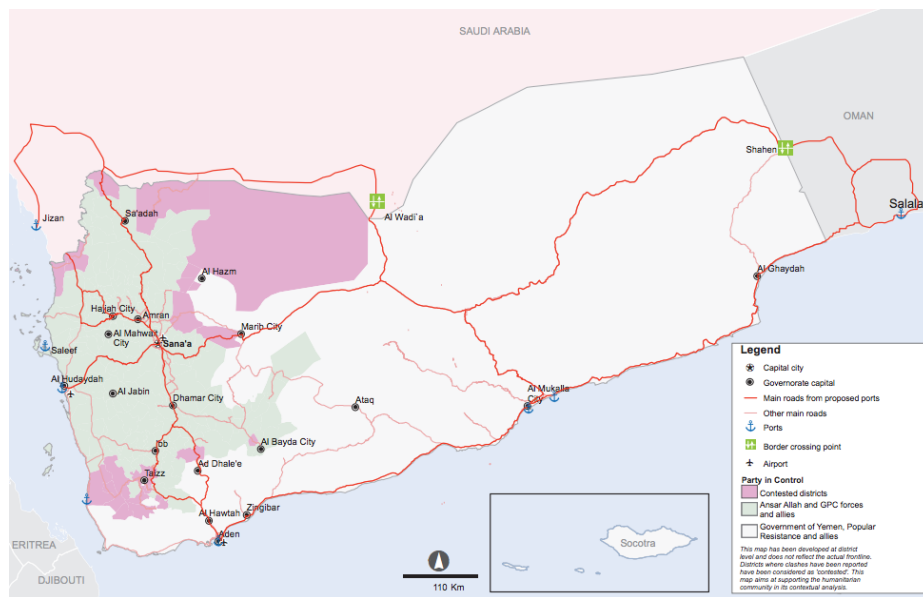 SAUDI ARABIA
OMAN
Shahen
Salala
Jizan
Sa'adah
Al Wadi`a
Al Hazm
Al Ghaydah
Hajjah City
Amran
Marib City
Al Mahwat
City
Sana'a
Saleef
Al Hudaydah
Al Jabin
Dhamar City
Ataq
Al Mukalla
City
Ibb
Al Bayda City
Taizz
Ad Dhale'e
Al Hawtah
Zingibar
Aden
ERITREA
DJIBOUTI
110 Km
Socotra
Legend
Capital city
Governorate capital
Main roads from proposed ports
Other main roads
Ports
Border crossing point
Airport
Party in Control
Contested districts
Ansar Allah and GPC forces
and allies
Government of Yemen, Popular
Resistance and allies
This map has been developed at district
level and does not reflect the actual frontline.
Districts where clashes have been reported
have been considered as 'contested'. This
map aims at supporting the humanitarian
community in its contextual analysis.